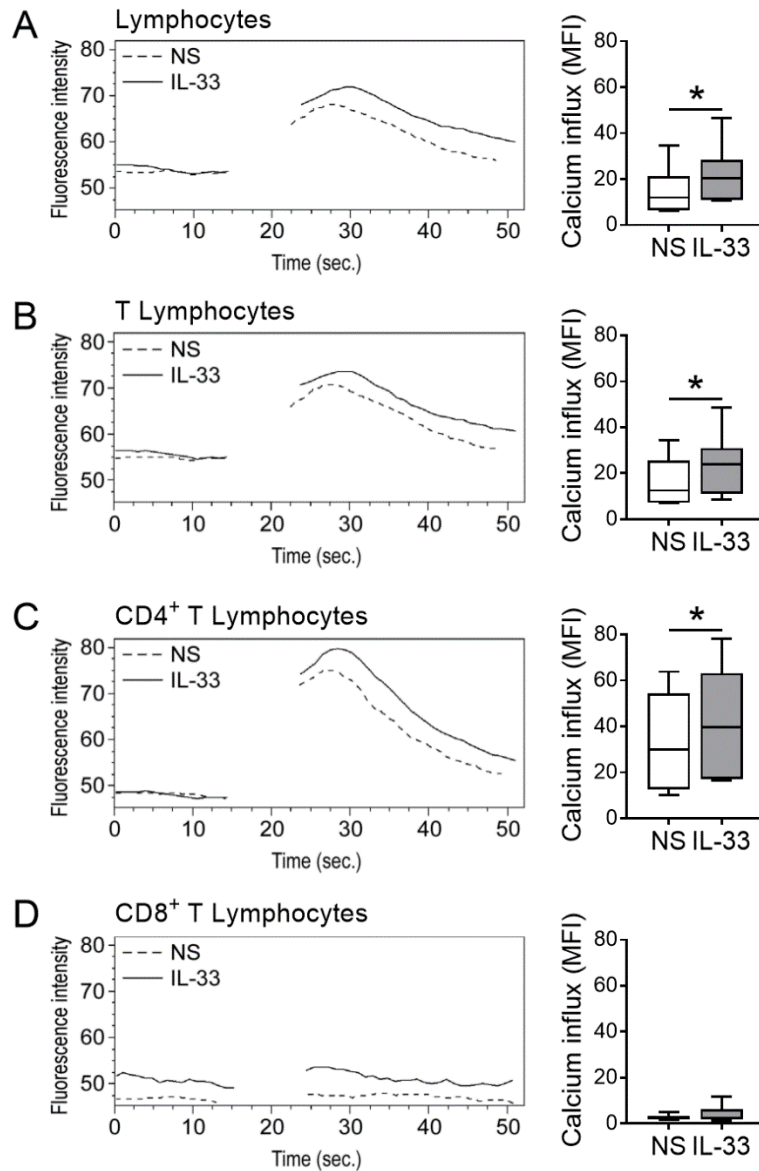 A
Lymphocytes
Fluorescence intensity
80
70
60
50
NS
IL-33
0 10 20 30 40 50
Time (sec.)
Calcium influx (MFI)
80
60
40
20
0
*
NS IL-33
B
T Lymphocytes
Fluorescence intensity
80
70
60
50
NS
IL-33
0 10 20 30 40 50
Time (sec.)
Calcium influx (MFI)
80
60
40
20
0
*
NS IL-33
C
CD4⁺ T Lymphocytes
Fluorescence intensity
80
70
60
50
NS
IL-33
0 10 20 30 40 50
Time (sec.)
Calcium influx (MFI)
80
60
40
20
0
*
NS IL-33
D
CD8⁺ T Lymphocytes
Fluorescence intensity
80
70
60
50
NS
IL-33
0 10 20 30 40 50
Time (sec.)
Calcium influx (MFI)
80
60
40
20
0
NS IL-33